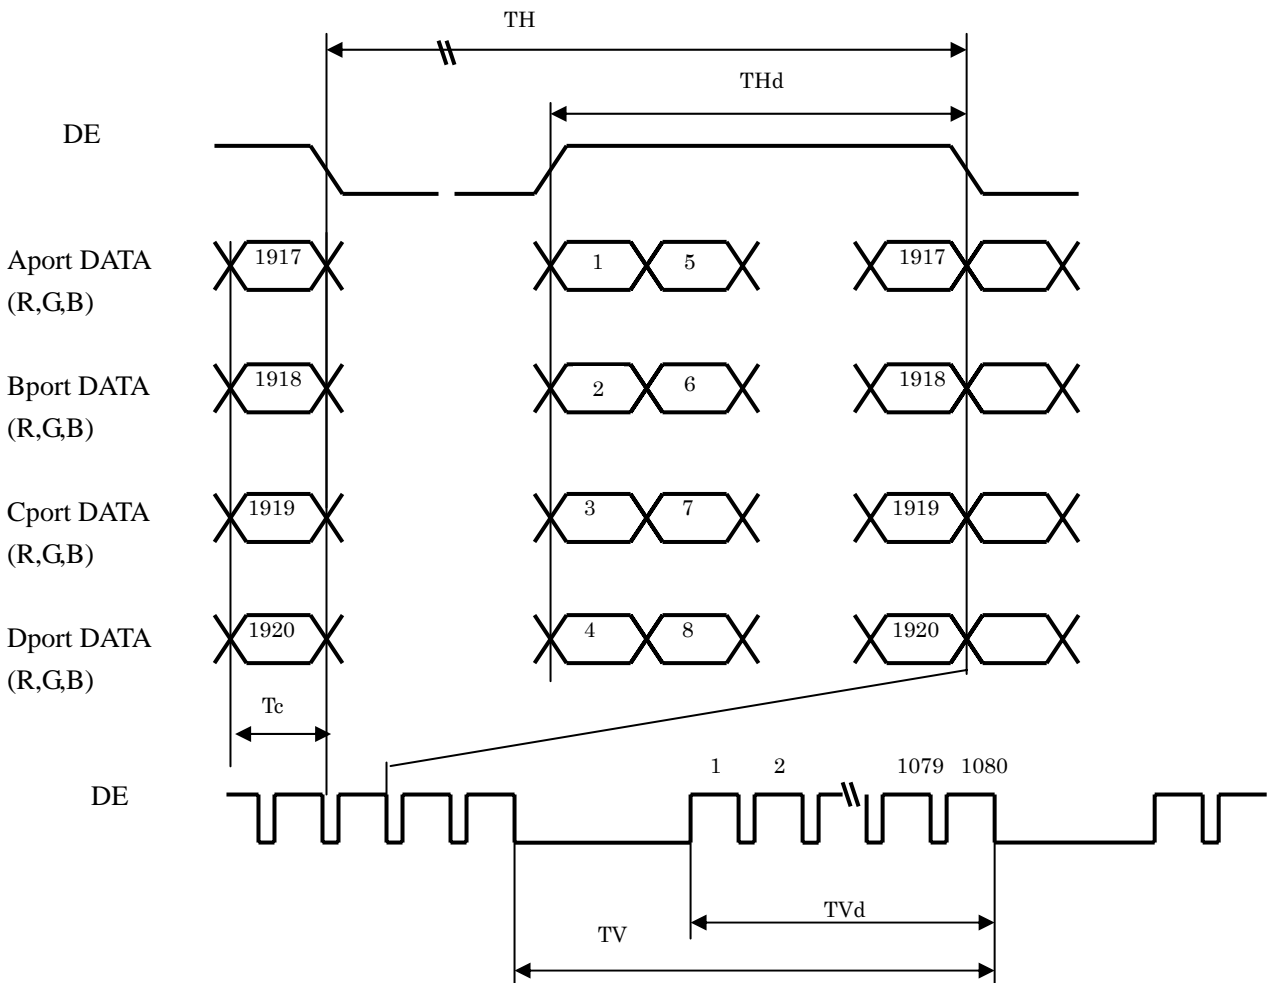 TH
THd
DE
Aport DATA 1917 1 5 1917
(R,G,B)
Bport DATA 1918 2 6 1918
(R,G,B)
Cport DATA 1919 3 7 1919
(R,G,B)
Dport DATA 1920 4 8 1920
(R,G,B)
Tc
1 2 1079 1080
DE
TVd
TV